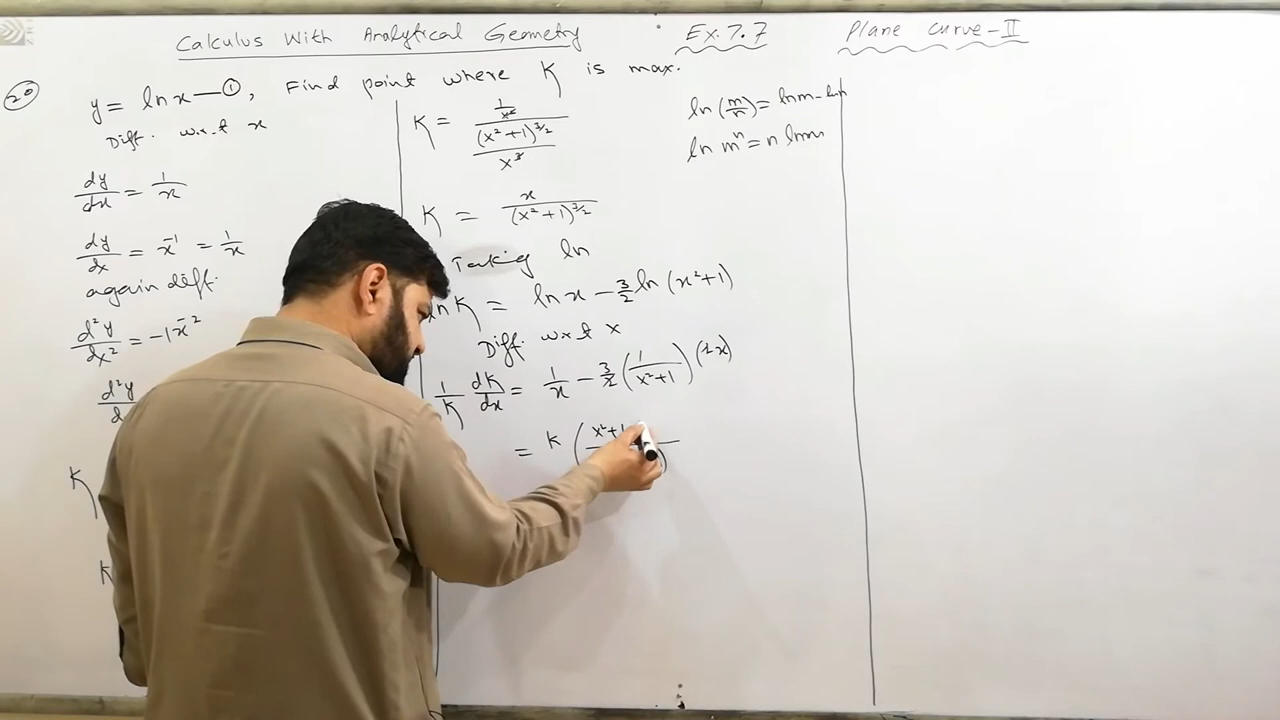 Calculus With Analytical Geometry Ex.7.7 Plane Curve-II
20 y = ln x — ①, Find point where K is max.
Diff. w.r.t x
dy/dx = 1/x
dy/dx = x⁻¹ = 1/x
again diff.
d²y/dx² = -1x⁻²
d²y
K
K
K = (1/x²)/((x²+1)^3/2/x³)
K = x/(x²+1)^3/2
Taking ln
ln K = ln x - 3/2 ln (x²+1)
Diff. w.r.t x
1/K dK/dx = 1/x - 3/2 (1/(x²+1)) (2x)
= K (x²+1
ln (m/n) = ln m - ln n
ln mⁿ = n ln m